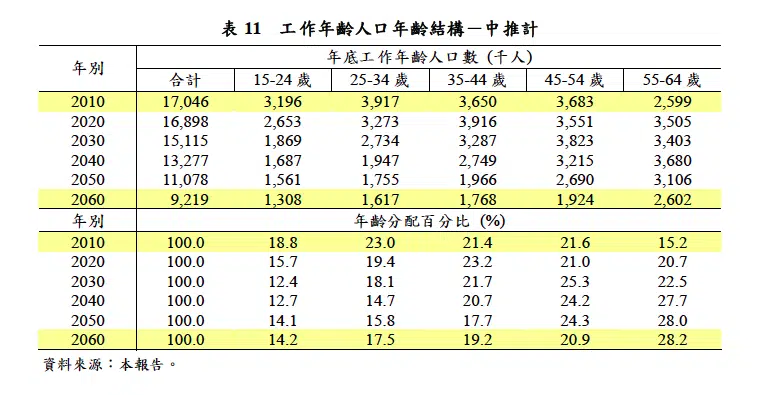 表 11 工作年齡人口年齡結構－中推計
年別 年底工作年齡人口數 (千人)
合計 15-24 歲 25-34 歲 35-44 歲 45-54 歲 55-64 歲
2010 17,046 3,196 3,917 3,650 3,683 2,599
2020 16,898 2,653 3,273 3,916 3,551 3,505
2030 15,115 1,869 2,734 3,287 3,823 3,403
2040 13,277 1,687 1,947 2,749 3,215 3,680
2050 11,078 1,561 1,755 1,966 2,690 3,106
2060 9,219 1,308 1,617 1,768 1,924 2,602
年別 年齡分配百分比 (%)
2010 100.0 18.8 23.0 21.4 21.6 15.2
2020 100.0 15.7 19.4 23.2 21.0 20.7
2030 100.0 12.4 18.1 21.7 25.3 22.5
2040 100.0 12.7 14.7 20.7 24.2 27.7
2050 100.0 14.1 15.8 17.7 24.3 28.0
2060 100.0 14.2 17.5 19.2 20.9 28.2
資料來源：本報告。